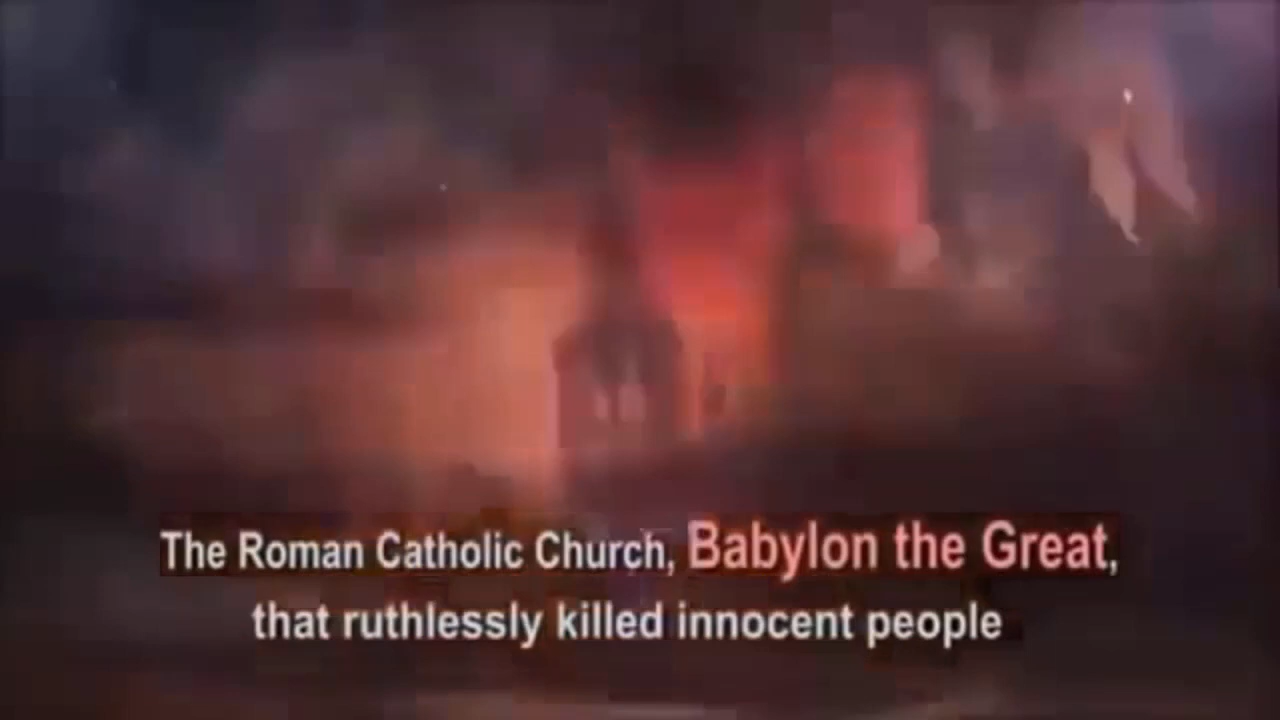 The Roman Catholic Church, Babylon the Great,
that ruthlessly killed innocent people